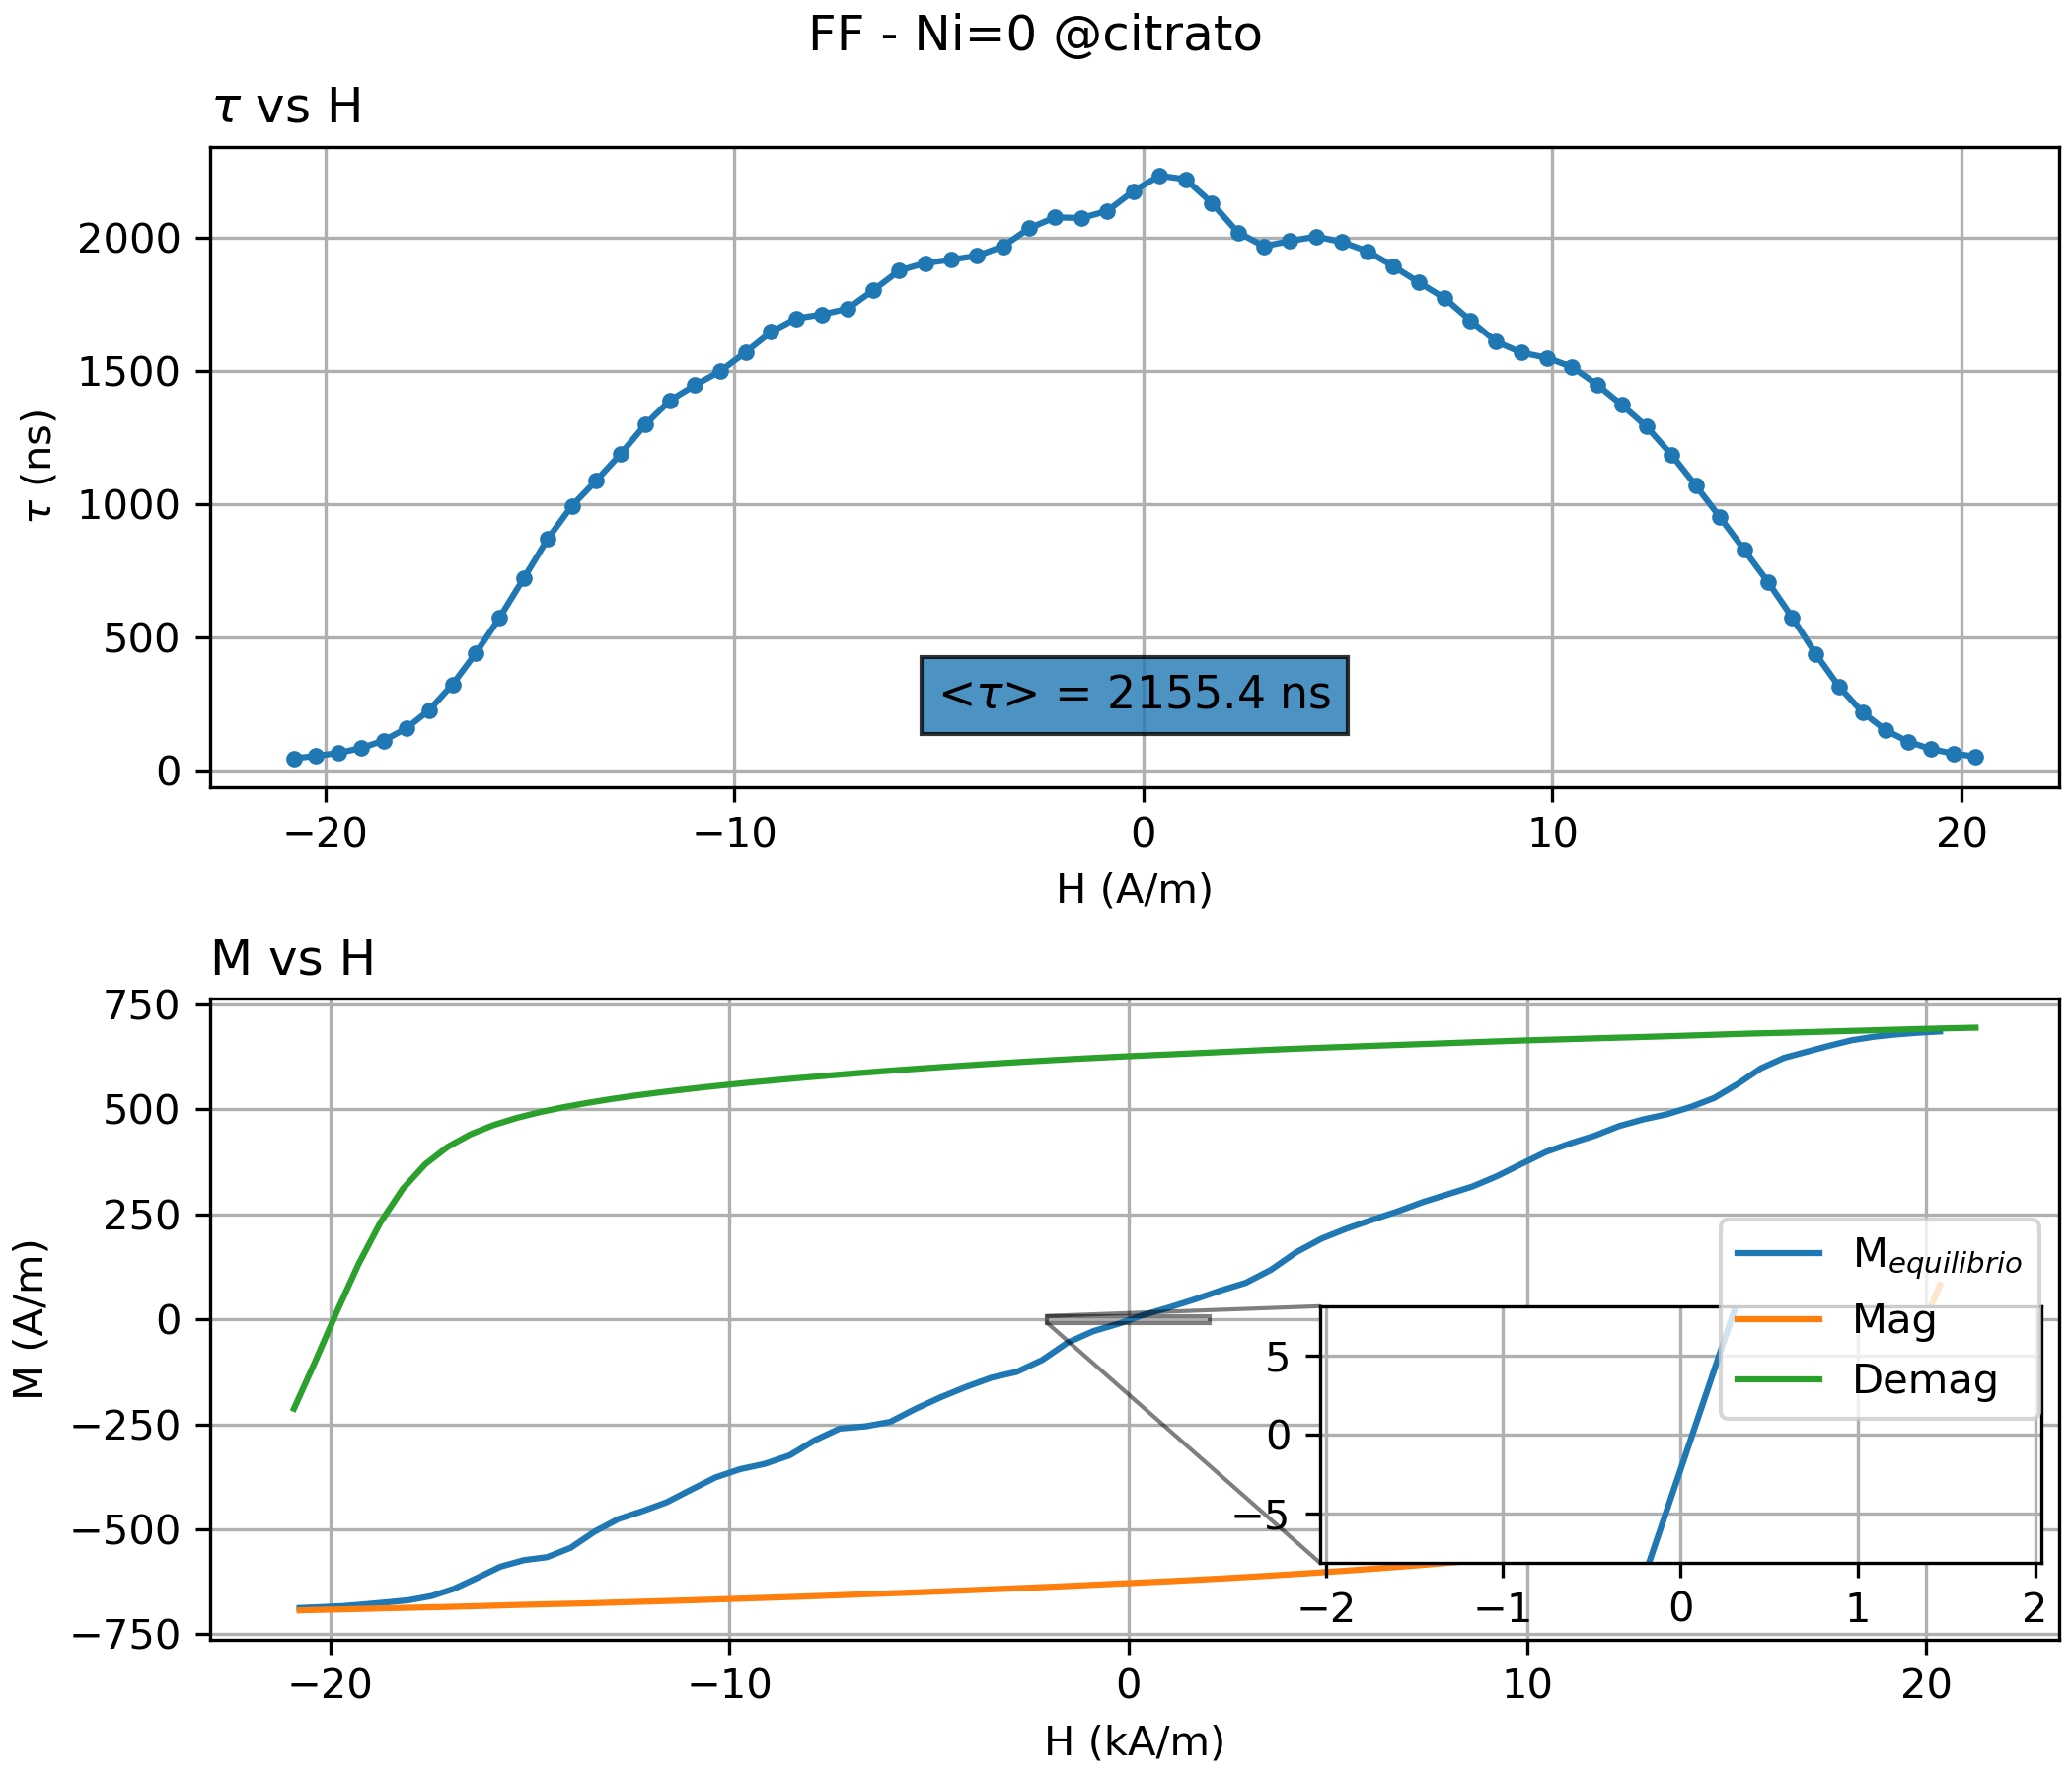 FF - Ni=0 @citrato
τ vs H
2000
1500
1000
500
0
τ (ns)
<τ> = 2155.4 ns
−20 −10 0 10 20
H (A/m)
M vs H
750
500
250
0
−250
−500
−750
M (A/m)
M_equilibrio
Mag
Demag
5
0
−5
−2 −1 0 1 2
−20 −10 0 10 20
H (kA/m)